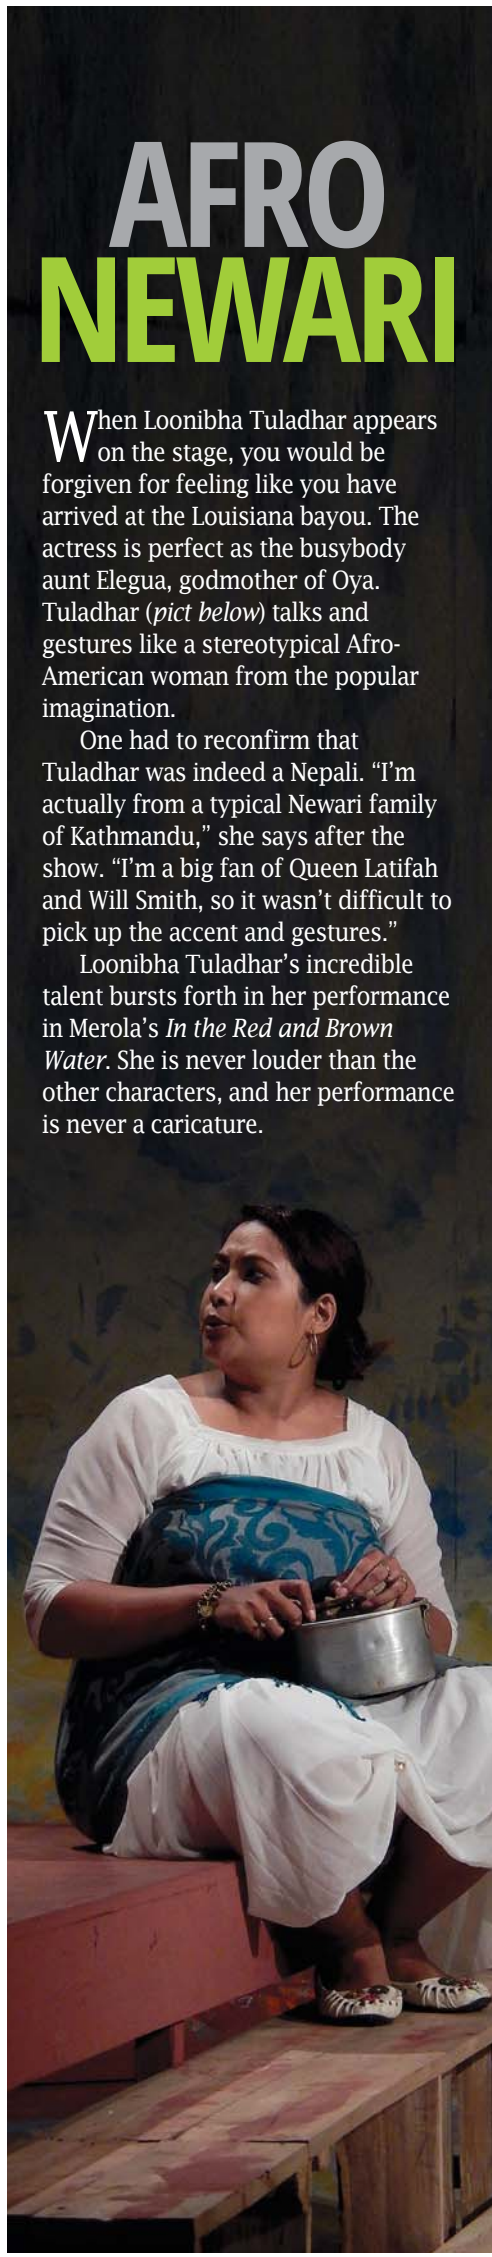 AFRO
NEWARI
When Loonibha Tuladhar appears
on the stage, you would be
forgiven for feeling like you have
arrived at the Louisiana bayou. The
actress is perfect as the busybody
aunt Elegua, godmother of Oya.
Tuladhar (pict below) talks and
gestures like a stereotypical Afro-
American woman from the popular
imagination.
One had to reconfirm that
Tuladhar was indeed a Nepali. “I’m
actually from a typical Newari family
of Kathmandu,” she says after the
show. “I’m a big fan of Queen Latifah
and Will Smith, so it wasn’t difficult to
pick up the accent and gestures.”
Loonibha Tuladhar’s incredible
talent bursts forth in her performance
in Merola’s In the Red and Brown
Water. She is never louder than the
other characters, and her performance
is never a caricature.